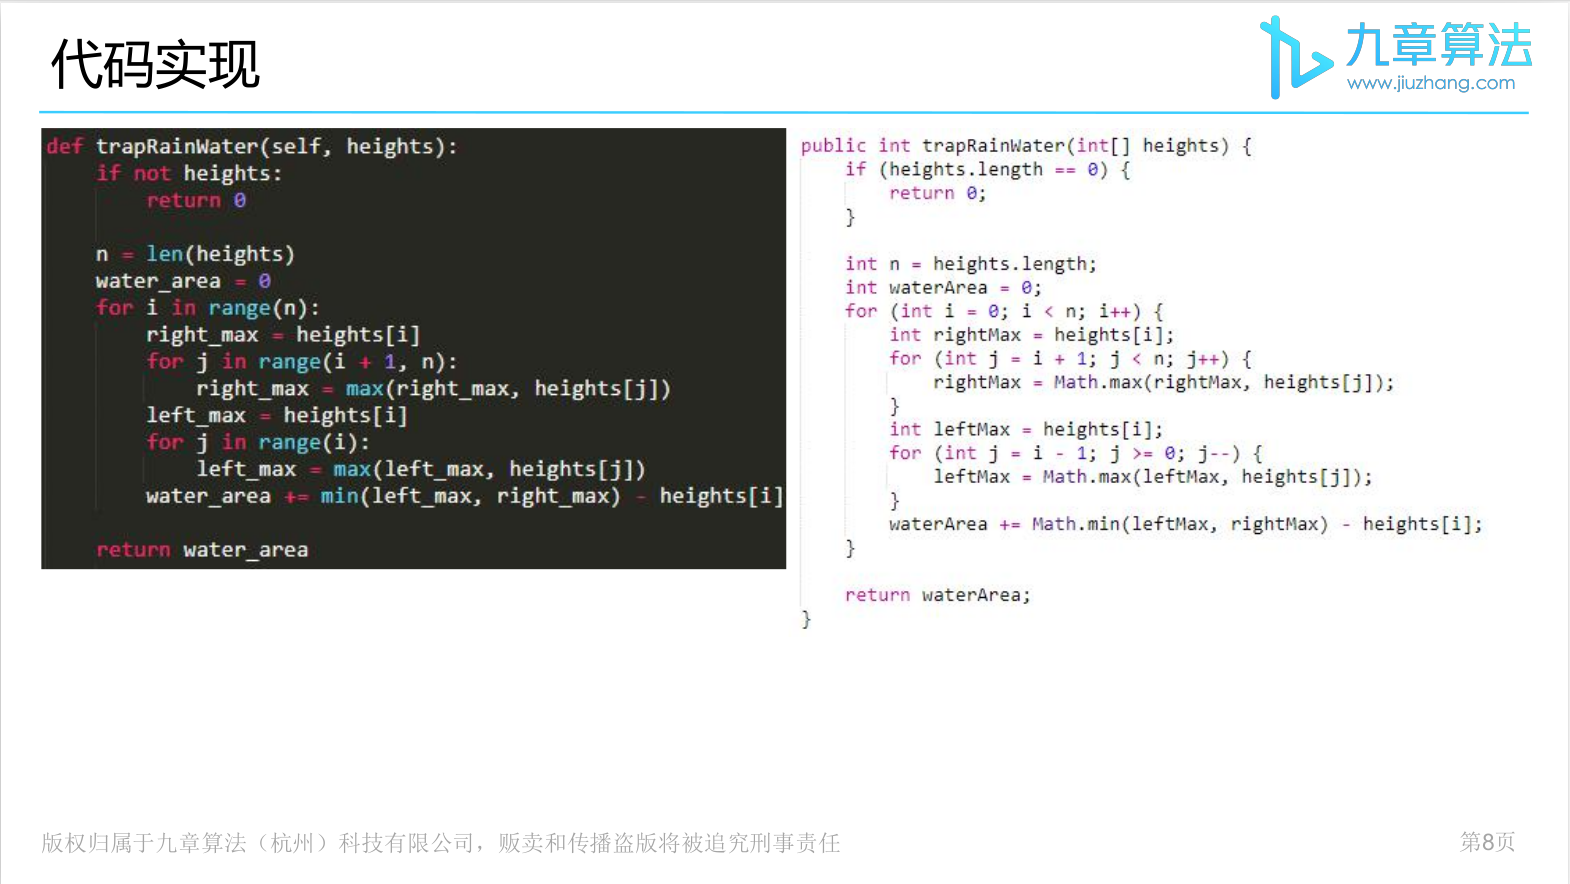 代码实现
九章算法
www.jiuzhang.com
def trapRainWater(self, heights):
    if not heights:
        return 0

    n = len(heights)
    water_area = 0
    for i in range(n):
        right_max = heights[i]
        for j in range(i + 1, n):
            right_max = max(right_max, heights[j])
        left_max = heights[i]
        for j in range(i):
            left_max = max(left_max, heights[j])
        water_area += min(left_max, right_max) - heights[i]

    return water_area
public int trapRainWater(int[] heights) {
    if (heights.length == 0) {
        return 0;
    }

    int n = heights.length;
    int waterArea = 0;
    for (int i = 0; i < n; i++) {
        int rightMax = heights[i];
        for (int j = i + 1; j < n; j++) {
            rightMax = Math.max(rightMax, heights[j]);
        }
        int leftMax = heights[i];
        for (int j = i - 1; j >= 0; j--) {
            leftMax = Math.max(leftMax, heights[j]);
        }
        waterArea += Math.min(leftMax, rightMax) - heights[i];
    }

    return waterArea;
}
版权归属于九章算法（杭州）科技有限公司，贩卖和传播盗版将被追究刑事责任
第8页